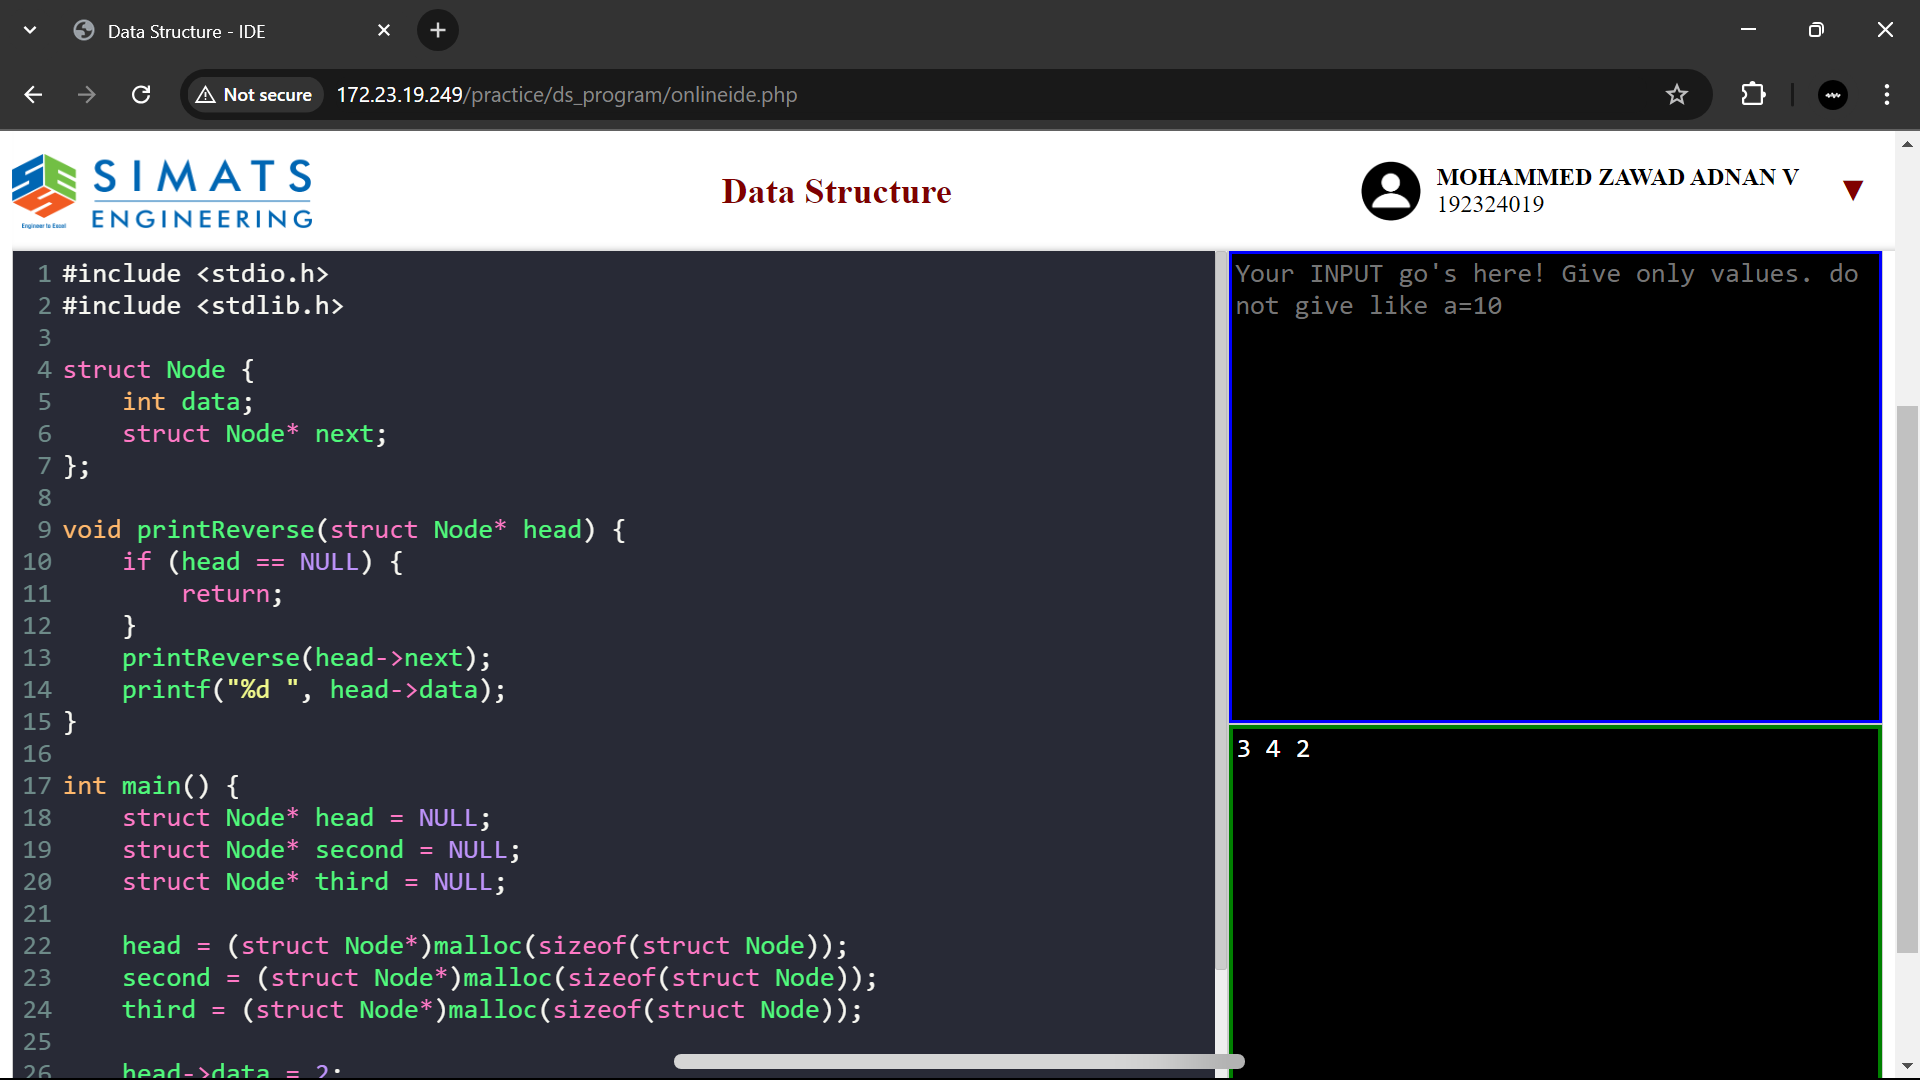 Data Structure - IDE
Not secure 172.23.19.249/practice/ds_program/onlineide.php
SIMATS
ENGINEERING
Engineer to Excel
Data Structure
MOHAMMED ZAWAD ADNAN V
192324019
1 #include <stdio.h>
2 #include <stdlib.h>
3
4 struct Node {
5     int data;
6     struct Node* next;
7 };
8
9 void printReverse(struct Node* head) {
10     if (head == NULL) {
11         return;
12     }
13     printReverse(head->next);
14     printf("%d ", head->data);
15 }
16
17 int main() {
18     struct Node* head = NULL;
19     struct Node* second = NULL;
20     struct Node* third = NULL;
21
22     head = (struct Node*)malloc(sizeof(struct Node));
23     second = (struct Node*)malloc(sizeof(struct Node));
24     third = (struct Node*)malloc(sizeof(struct Node));
25
26     head->data = 2;
Your INPUT go's here! Give only values. do
not give like a=10
3 4 2